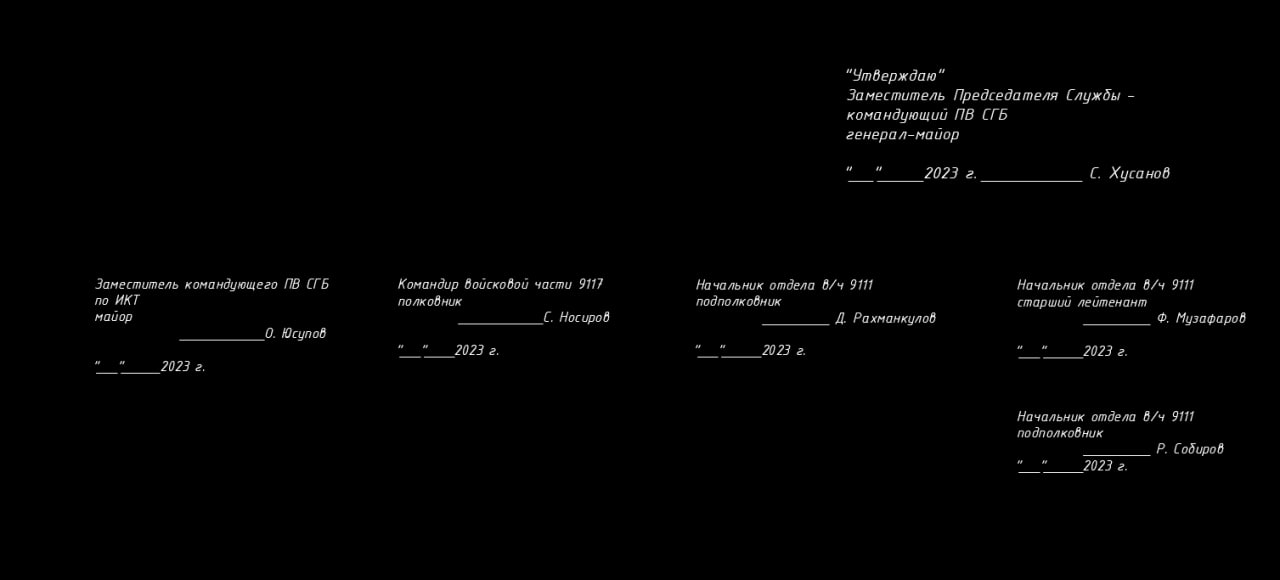 "Утверждаю"
Заместитель Председателя Службы -
командующий ПВ СГБ
генерал-майор
"___"______2023 г. _____________ С. Хусанов
Заместитель командующего ПВ СГБ
по ИКТ
майор
_____________О. Юсупов
"___"______2023 г.
Командир войсковой части 9117
полковник
_____________С. Носиров
"___"_____2023 г.
Начальник отдела в/ч 9111
подполковник
__________ Д. Рахманкулов
"___"______2023 г.
Начальник отдела в/ч 9111
старший лейтенант
__________ Ф. Музафаров
"___"______2023 г.
Начальник отдела в/ч 9111
подполковник
__________ Р. Собиров
"___"______2023 г.